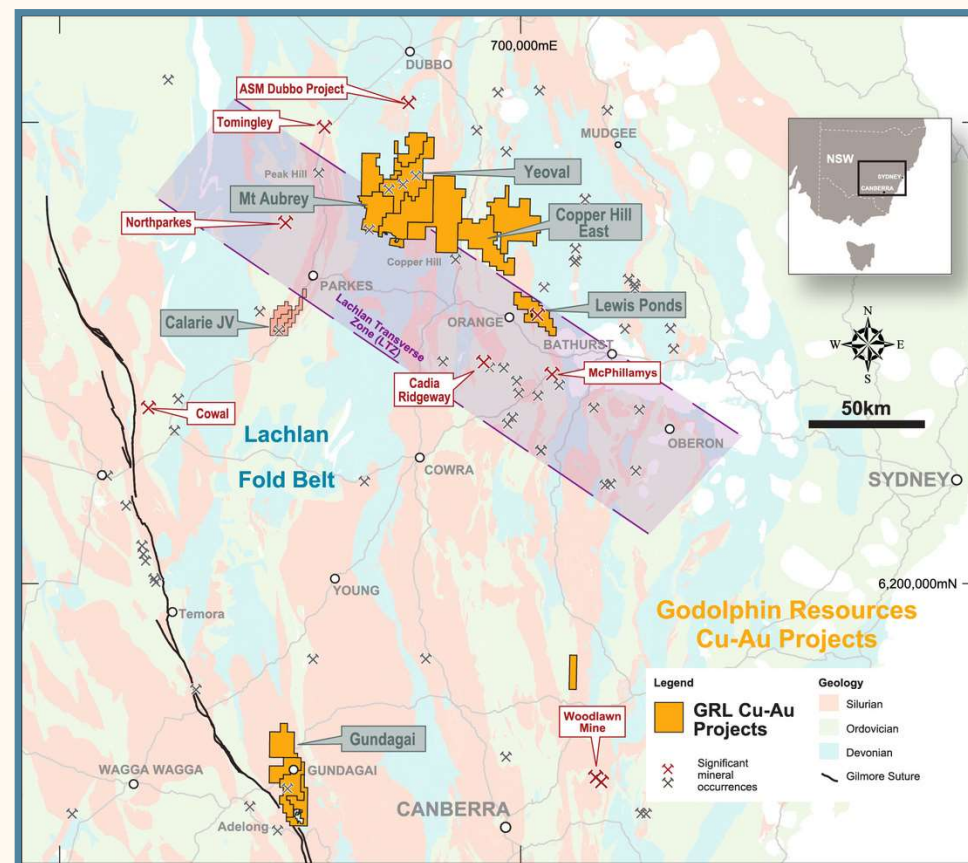 700,000mE
DUBBO
ASM Dubbo Project
Tomingley
MUDGEE
NSW
SYDNEY
CANBERRA
Peak Hill
Yeoval
Mt Aubrey
Northparkes
Copper Hill
East
Copper Hill
PARKES
Calarie JV
Lachlan Transverse
Zone (LTZ)
ORANGE
Lewis Ponds
BATHURST
N
W
E
S
Cadia
Ridgeway
McPhillamys
50km
Cowal
Lachlan
Fold Belt
OBERON
COWRA
SYDNEY
YOUNG
6,200,000mN
Temora
Godolphin Resources
Cu-Au Projects
Legend
GRL Cu-Au
Projects
Significant
mineral
occurrences
Geology
Silurian
Ordovician
Devonian
Gilmore Suture
Woodlawn
Mine
Gundagai
WAGGA WAGGA
GUNDAGAI
CANBERRA
Adelong